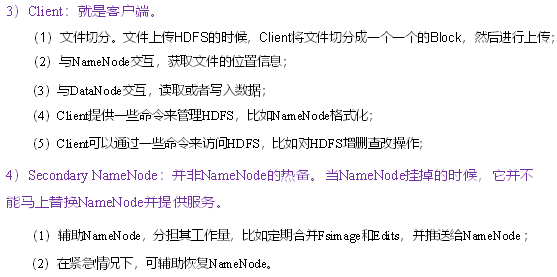 3）Client：就是客户端。
（1）文件切分。文件上传HDFS的时候，Client将文件切分成一个一个的Block，然后进行上传；
（2）与NameNode交互，获取文件的位置信息；
（3）与DataNode交互，读取或者写入数据；
（4）Client提供一些命令来管理HDFS，比如NameNode格式化；
（5）Client可以通过一些命令来访问HDFS，比如对HDFS增删查改操作；
4）Secondary NameNode：并非NameNode的热备。当NameNode挂掉的时候，它并不
能马上替换NameNode并提供服务。
（1）辅助NameNode，分担其工作量，比如定期合并Fsimage和Edits，并推送给NameNode；
（2）在紧急情况下，可辅助恢复NameNode。